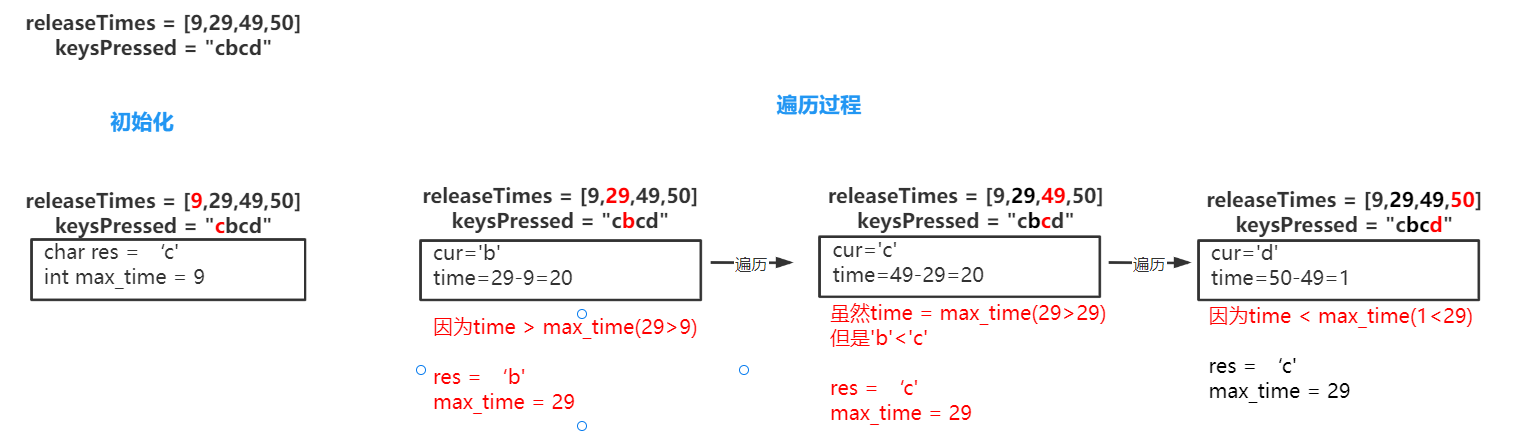 releaseTimes = [9,29,49,50]
keysPressed = "cbcd"
初始化
遍历过程
releaseTimes = [9,29,49,50]
keysPressed = "cbcd"
char res = ‘c'
int max_time = 9
releaseTimes = [9,29,49,50]
keysPressed = "cbcd"
cur='b'
time=29-9=20
因为time > max_time(29>9)
res = ‘b'
max_time = 29
遍历
releaseTimes = [9,29,49,50]
keysPressed = "cbcd"
cur='c'
time=49-29=20
虽然time = max_time(29>29)
但是'b'<'c'
res = ‘c'
max_time = 29
遍历
releaseTimes = [9,29,49,50]
keysPressed = "cbcd"
cur='d'
time=50-49=1
因为time < max_time(1<29)
res = ‘c'
max_time = 29